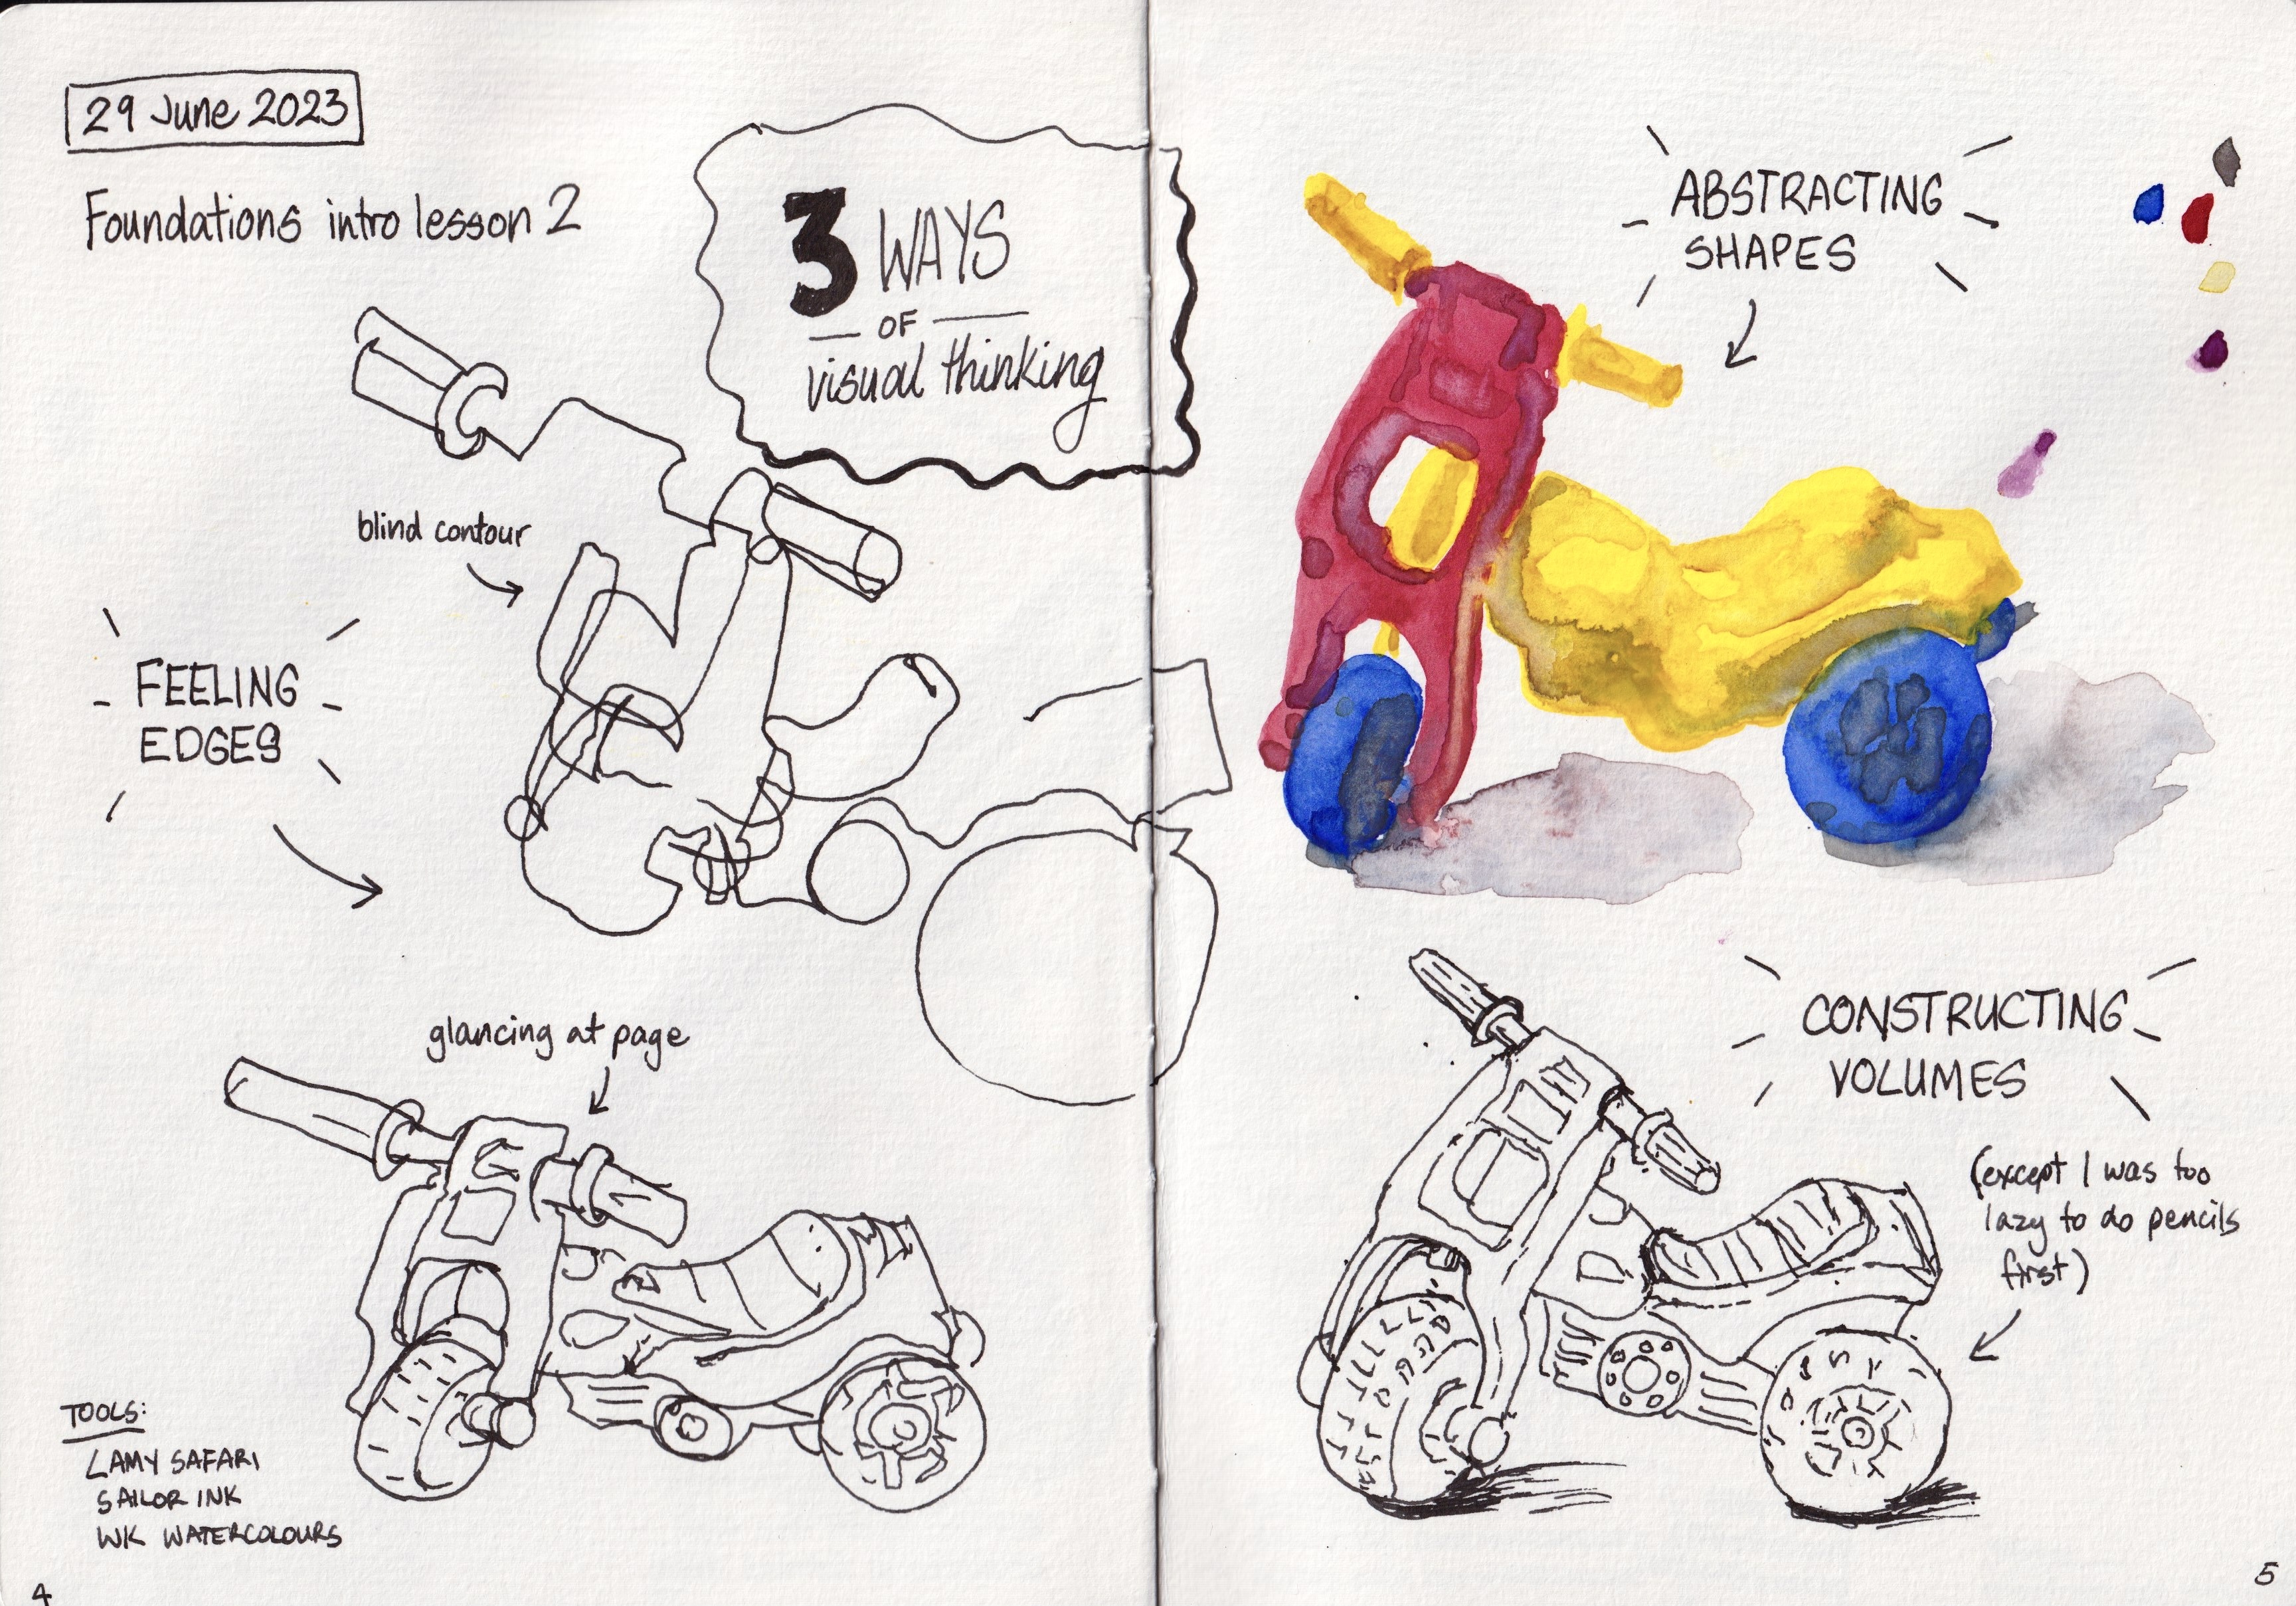 29 June 2023
Foundations intro lesson 2
3 WAYS
OF
visual thinking
blind contour
FEELING
EDGES
glancing at page
TOOLS:
LAMY SAFARI
SAILOR INK
WK WATERCOLOURS
4
ABSTRACTING
SHAPES
CONSTRUCTING
VOLUMES
(except I was too
lazy to do pencils
first)
5